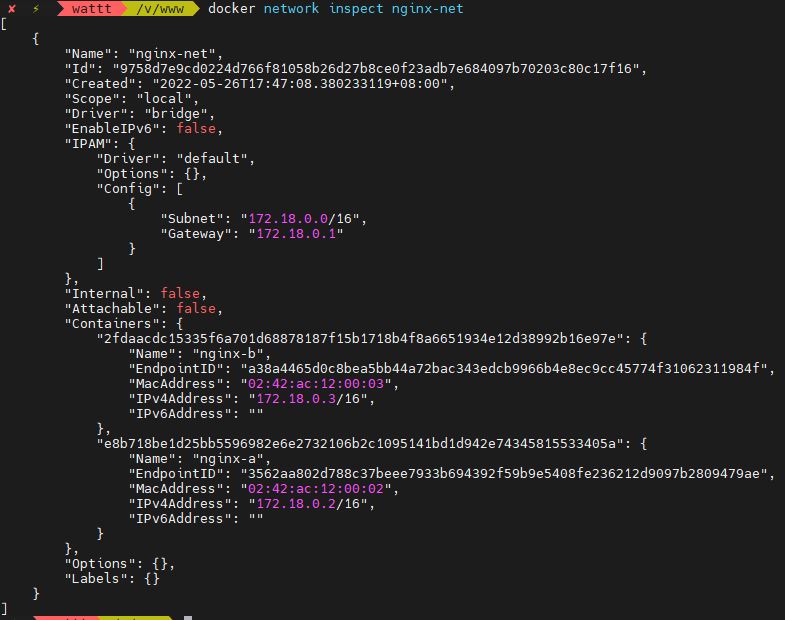 ✘ ⚡ wattt /v/www docker network inspect nginx-net
[
    {
        "Name": "nginx-net",
        "Id": "9758d7e9cd0224d766f81058b26d27b8ce0f23adb7e684097b70203c80c17f16",
        "Created": "2022-05-26T17:47:08.380233119+08:00",
        "Scope": "local",
        "Driver": "bridge",
        "EnableIPv6": false,
        "IPAM": {
            "Driver": "default",
            "Options": {},
            "Config": [
                {
                    "Subnet": "172.18.0.0/16",
                    "Gateway": "172.18.0.1"
                }
            ]
        },
        "Internal": false,
        "Attachable": false,
        "Containers": {
            "2fdaacdc15335f6a701d68878187f15b1718b4f8a6651934e12d38992b16e97e": {
                "Name": "nginx-b",
                "EndpointID": "a38a4465d0c8bea5bb44a72bac343edcb9966b4e8ec9cc45774f31062311984f",
                "MacAddress": "02:42:ac:12:00:03",
                "IPv4Address": "172.18.0.3/16",
                "IPv6Address": ""
            },
            "e8b718be1d25bb5596982e6e2732106b2c1095141bd1d942e74345815533405a": {
                "Name": "nginx-a",
                "EndpointID": "3562aa802d788c37beee7933b694392f59b9e5408fe236212d9097b2809479ae",
                "MacAddress": "02:42:ac:12:00:02",
                "IPv4Address": "172.18.0.2/16",
                "IPv6Address": ""
            }
        },
        "Options": {},
        "Labels": {}
    }
]